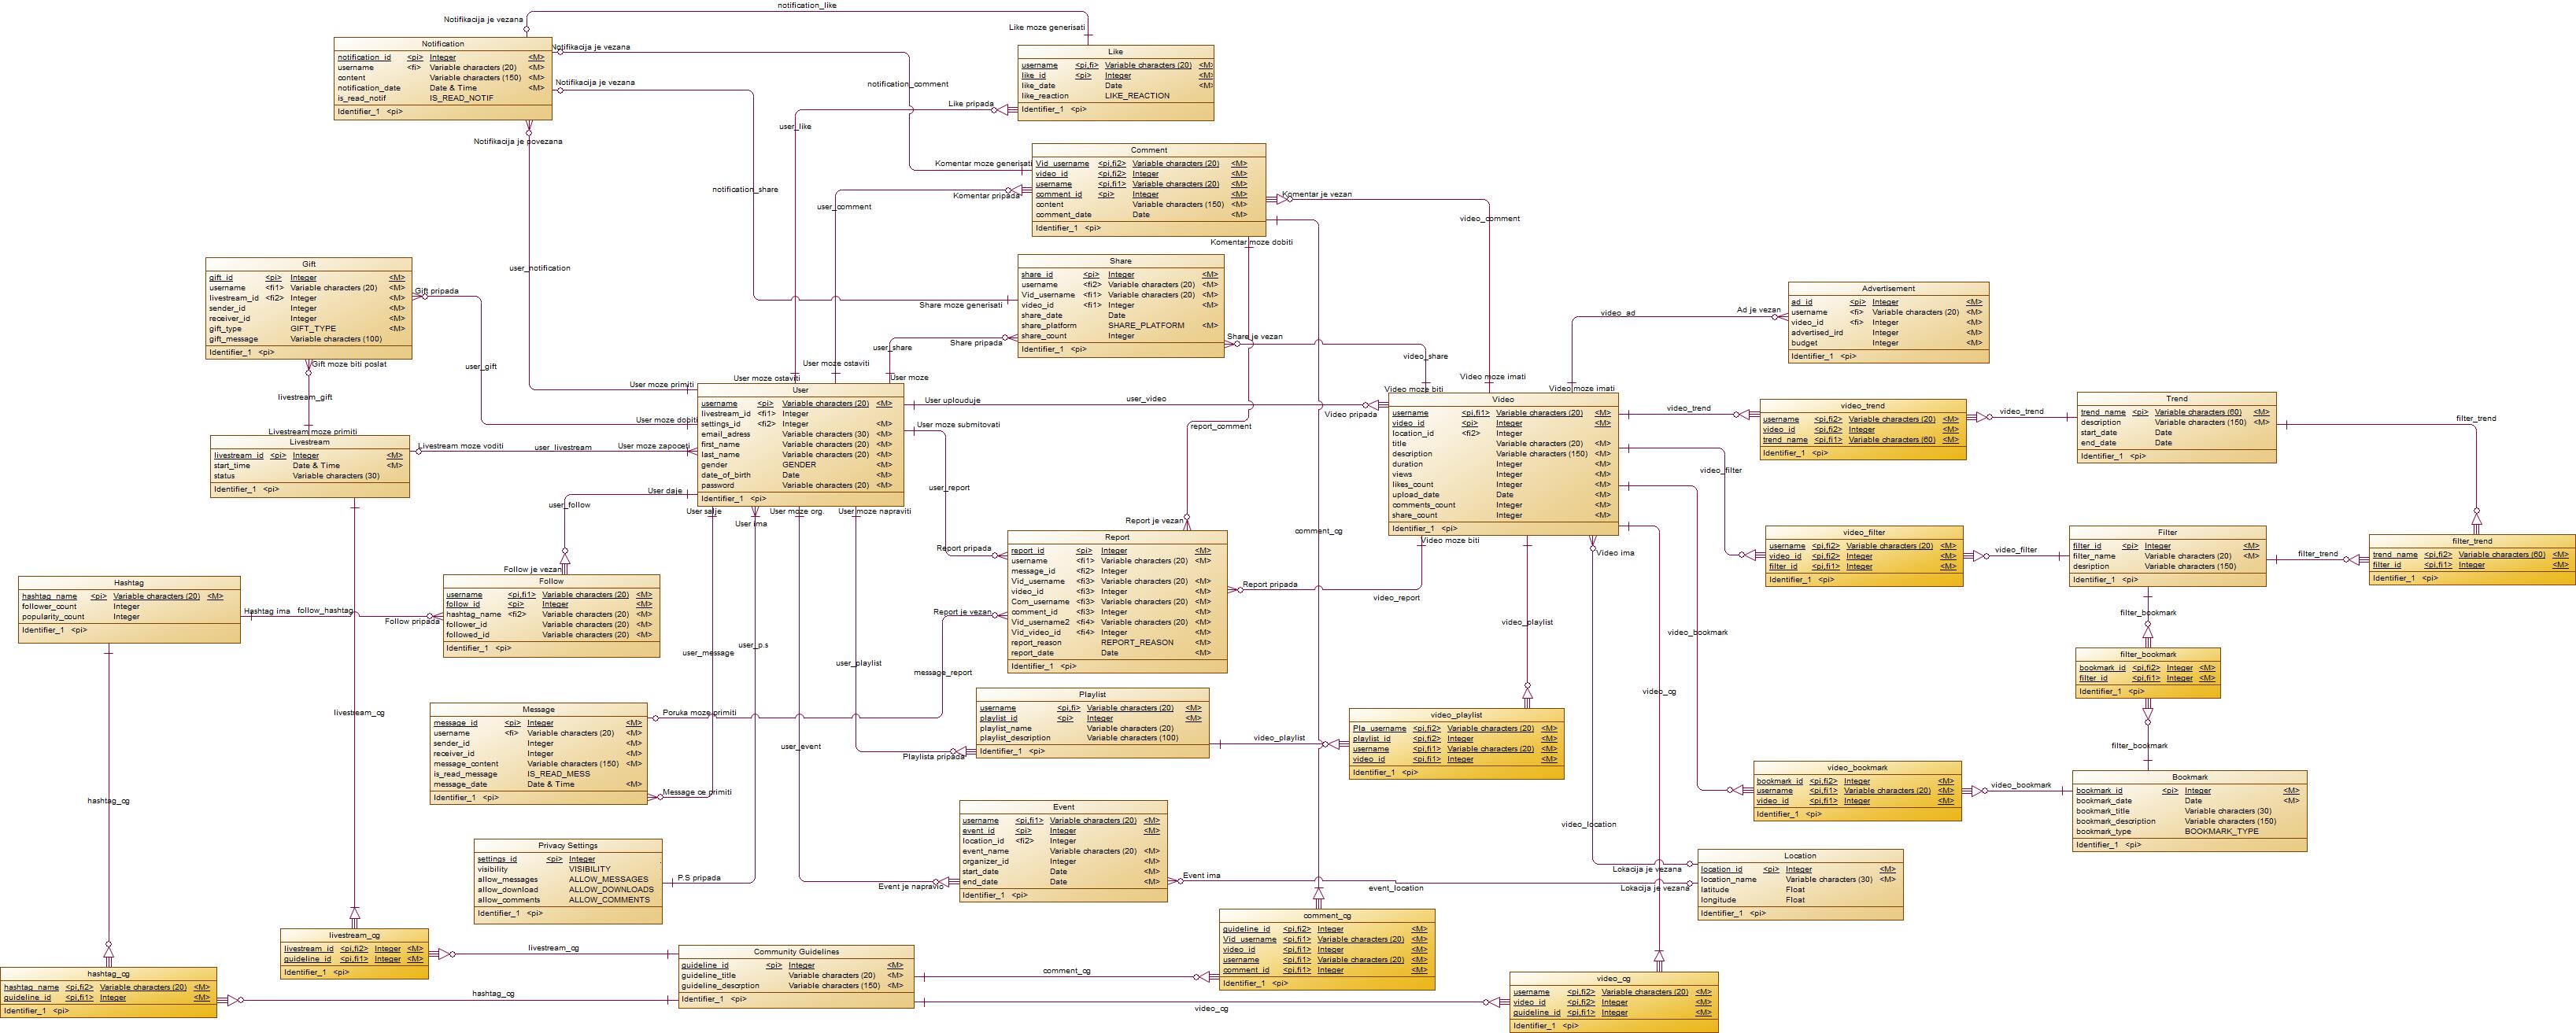 notification_like
Notifikacija je vezana
Like moze generisati
Notification
notification_id <pi> Integer <M>
username <fi> Variable characters (20) <M>
content Variable characters (150) <M>
notification_date Date & Time <M>
is_read_notif IS_READ_NOTIF
Identifier_1 <pi>
Notifikacija je vezana
Notifikacija je vezana
Notifikacija je povezana
notification_comment
notification_share
user_notification
Like
username <pi,fi> Variable characters (20) <M>
like_id <pi> Integer <M>
like_date Date <M>
like_reaction LIKE_REACTION
Identifier_1 <pi>
Like pripada
user_like
Comment
Vid_username <pi,fi2> Variable characters (20) <M>
video_id <pi,fi2> Integer <M>
username <pi,fi1> Variable characters (20) <M>
comment_id <pi> Integer <M>
content Variable characters (150) <M>
comment_date Date <M>
Identifier_1 <pi>
Komentar moze generisati
Komentar pripada
user_comment
Komentar je vezan
video_comment
Komentar moze dobiti
Share
share_id <pi> Integer <M>
username <fi2> Variable characters (20) <M>
Vid_username <fi1> Variable characters (20) <M>
video_id <fi1> Integer <M>
share_date Date
share_platform SHARE_PLATFORM <M>
share_count Integer
Identifier_1 <pi>
Share moze generisati
Share pripada
user_share
Share je vezan
video_share
Gift
gift_id <pi> Integer <M>
username <fi1> Variable characters (20) <M>
livestream_id <fi2> Integer <M>
sender_id Integer <M>
receiver_id Integer <M>
gift_type GIFT_TYPE <M>
gift_message Variable characters (100)
Identifier_1 <pi>
Gift pripada
Gift moze biti poslat
user_gift
livestream_gift
Livestream moze primiti
Advertisement
ad_id <pi> Integer <M>
username <fi> Variable characters (20) <M>
video_id <fi> Integer <M>
advertised_ird Integer <M>
budget Integer <M>
Identifier_1 <pi>
video_ad
Ad je vezan
User moze primiti
User moze ostaviti
User moze ostaviti
User moze
User moze dobiti
User moze zapoceti
User
username <pi> Variable characters (20) <M>
livestream_id <fi1> Integer
settings_id <fi2> Integer <M>
email_adress Variable characters (30) <M>
first_name Variable characters (20) <M>
last_name Variable characters (20) <M>
gender GENDER <M>
date_of_birth Date <M>
password Variable characters (20) <M>
Identifier_1 <pi>
User uplouduje
user_video
Video pripada
User moze submitovati
user_report
Livestream
livestream_id <pi> Integer <M>
start_time Date & Time <M>
status Variable characters (30)
Identifier_1 <pi>
Livestream moze voditi
user_livestream
User daje
user_follow
User salje
User ima
User moze org.
User moze napraviti
Video moze biti
Video moze imati
Video moze imati
Video
username <pi,fi1> Variable characters (20) <M>
video_id <pi> Integer <M>
location_id <fi2> Integer
title Variable characters (20) <M>
description Variable characters (150) <M>
duration Integer <M>
views Integer <M>
likes_count Integer <M>
upload_date Date <M>
comments_count Integer <M>
share_count Integer <M>
Identifier_1 <pi>
Video moze biti
Video ima
video_trend
video_trend
username <pi,fi2> Variable characters (20) <M>
video_id <pi,fi2> Integer <M>
trend_name <pi,fi1> Variable characters (60) <M>
Identifier_1 <pi>
video_trend
Trend
trend_name <pi> Variable characters (60) <M>
description Variable characters (150) <M>
start_date Date
end_date Date
Identifier_1 <pi>
filter_trend
video_filter
video_filter
username <pi,fi2> Variable characters (20) <M>
video_id <pi,fi2> Integer <M>
filter_id <pi,fi1> Integer <M>
Identifier_1 <pi>
video_filter
Filter
filter_id <pi> Integer <M>
filter_name Variable characters (20) <M>
desription Variable characters (150)
Identifier_1 <pi>
filter_trend
filter_trend
trend_name <pi,fi2> Variable characters (60) <M>
filter_id <pi,fi1> Integer <M>
Identifier_1 <pi>
filter_bookmark
filter_bookmark
bookmark_id <pi,fi2> Integer <M>
filter_id <pi,fi1> Integer <M>
Identifier_1 <pi>
filter_bookmark
report_comment
Report je vezan
Report
report_id <pi> Integer <M>
username <fi1> Variable characters (20) <M>
message_id <fi2> Integer
Vid_username <fi3> Variable characters (20) <M>
video_id <fi3> Integer <M>
Com_username <fi3> Variable characters (20) <M>
comment_id <fi3> Integer <M>
Vid_username2 <fi4> Variable characters (20) <M>
Vid_video_id <fi4> Integer <M>
report_reason REPORT_REASON <M>
report_date Date <M>
Identifier_1 <pi>
Report pripada
Report je vezan
Report pripada
video_report
comment_cg
message_report
Hashtag
hashtag_name <pi> Variable characters (20) <M>
follower_count Integer
popularity_count Integer
Identifier_1 <pi>
Hashtag ima
follow_hashtag
Follow pripada
Follow je vezan
Follow
username <pi,fi1> Variable characters (20) <M>
follow_id <pi> Integer <M>
hashtag_name <fi2> Variable characters (20) <M>
follower_id Variable characters (20) <M>
followed_id Variable characters (20) <M>
Identifier_1 <pi>
user_message
user_p.s
user_playlist
user_event
Message
message_id <pi> Integer <M>
username <fi> Variable characters (20) <M>
sender_id Integer <M>
receiver_id Integer <M>
message_content Variable characters (150) <M>
is_read_message IS_READ_MESS
message_date Date & Time <M>
Identifier_1 <pi>
Poruka moze primiti
Message ce primiti
Playlist
username <pi,fi> Variable characters (20) <M>
playlist_id <pi> Integer <M>
playlist_name Variable characters (20)
playlist_description Variable characters (100)
Identifier_1 <pi>
Playlista pripada
video_playlist
video_playlist
video_playlist
Pla_username <pi,fi2> Variable characters (20) <M>
playlist_id <pi,fi2> Integer <M>
username <pi,fi1> Variable characters (20) <M>
video_id <pi,fi1> Integer <M>
Identifier_1 <pi>
video_bookmark
video_cg
video_location
video_bookmark
bookmark_id <pi,fi2> Integer <M>
username <pi,fi1> Variable characters (20) <M>
video_id <pi,fi1> Integer <M>
Identifier_1 <pi>
video_bookmark
Bookmark
bookmark_id <pi> Integer <M>
bookmark_date Date <M>
bookmark_title Variable characters (30)
bookmark_description Variable characters (150)
bookmark_type BOOKMARK_TYPE
Identifier_1 <pi>
Event
username <pi,fi1> Variable characters (20) <M>
event_id <pi> Integer <M>
location_id <fi2> Integer
event_name Variable characters (20) <M>
organizer_id Integer <M>
start_date Date <M>
end_date Date <M>
Identifier_1 <pi>
Event je napravio
Event ima
event_location
Lokacija je vezana
Lokacija je vezana
Location
location_id <pi> Integer <M>
location_name Variable characters (30) <M>
latitude Float
longitude Float
Identifier_1 <pi>
Privacy Settings
settings_id <pi> Integer
visibility VISIBILITY
allow_messages ALLOW_MESSAGES
allow_download ALLOW_DOWNLOADS
allow_comments ALLOW_COMMENTS
Identifier_1 <pi>
P.S pripada
livestream_cg
hashtag_cg
livestream_cg
livestream_id <pi,fi2> Integer <M>
guideline_id <pi,fi1> Integer <M>
Identifier_1 <pi>
livestream_cg
hashtag_cg
hashtag_name <pi,fi2> Variable characters (20) <M>
guideline_id <pi,fi1> Integer <M>
Identifier_1 <pi>
hashtag_cg
Community Guidelines
guideline_id <pi> Integer <M>
guideline_title Variable characters (20) <M>
guideline_descrption Variable characters (150) <M>
Identifier_1 <pi>
comment_cg
video_cg
comment_cg
guideline_id <pi,fi2> Integer <M>
Vid_username <pi,fi1> Variable characters (20) <M>
video_id <pi,fi1> Integer <M>
username <pi,fi1> Variable characters (20) <M>
comment_id <pi,fi1> Integer <M>
Identifier_1 <pi>
video_cg
username <pi,fi2> Variable characters (20) <M>
video_id <pi,fi2> Integer <M>
guideline_id <pi,fi1> Integer <M>
Identifier_1 <pi>